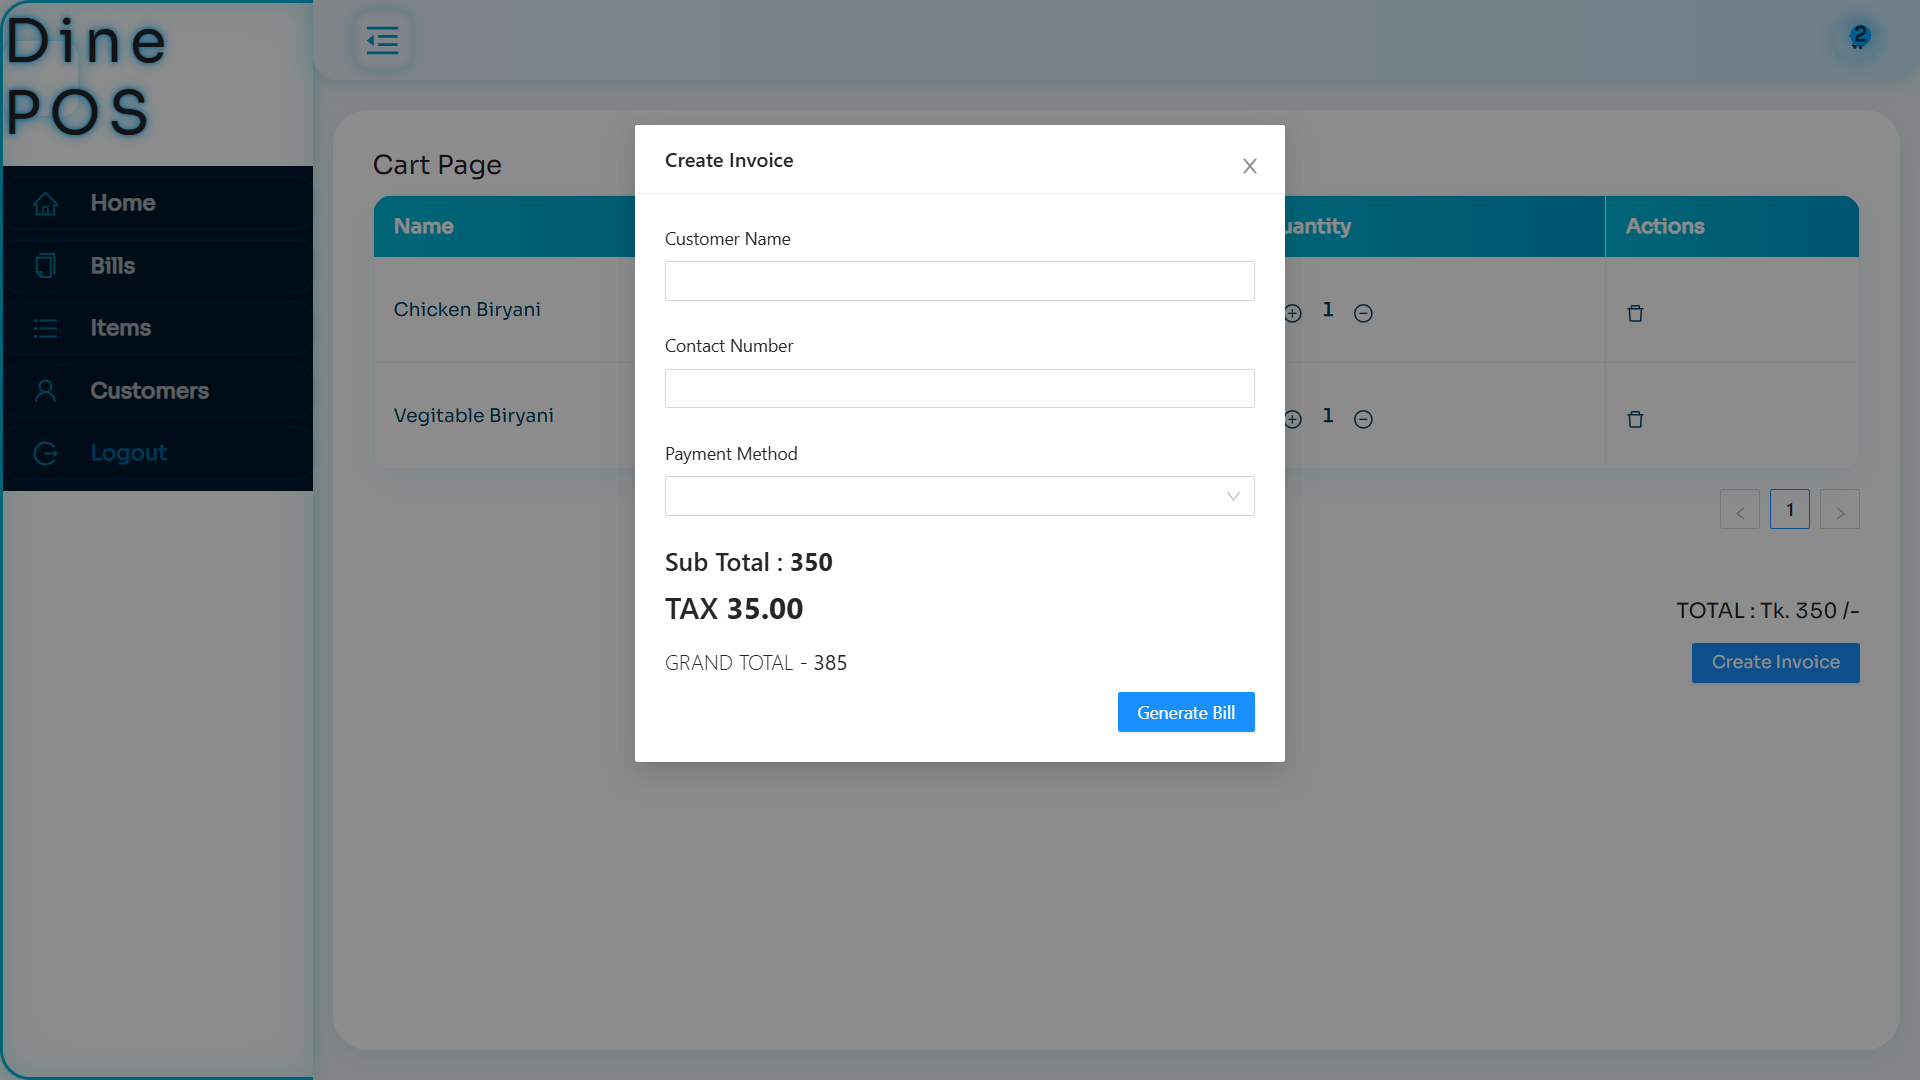 Dine
POS
2
Home
Bills
Items
Customers
Logout
Cart Page
Name
uantity
Actions
Chicken Biryani
1
Vegitable Biryani
1
<
1
>
TOTAL : Tk. 350 /-
Create Invoice
Create Invoice
Customer Name
Contact Number
Payment Method
Sub Total : 350
TAX 35.00
GRAND TOTAL - 385
Generate Bill